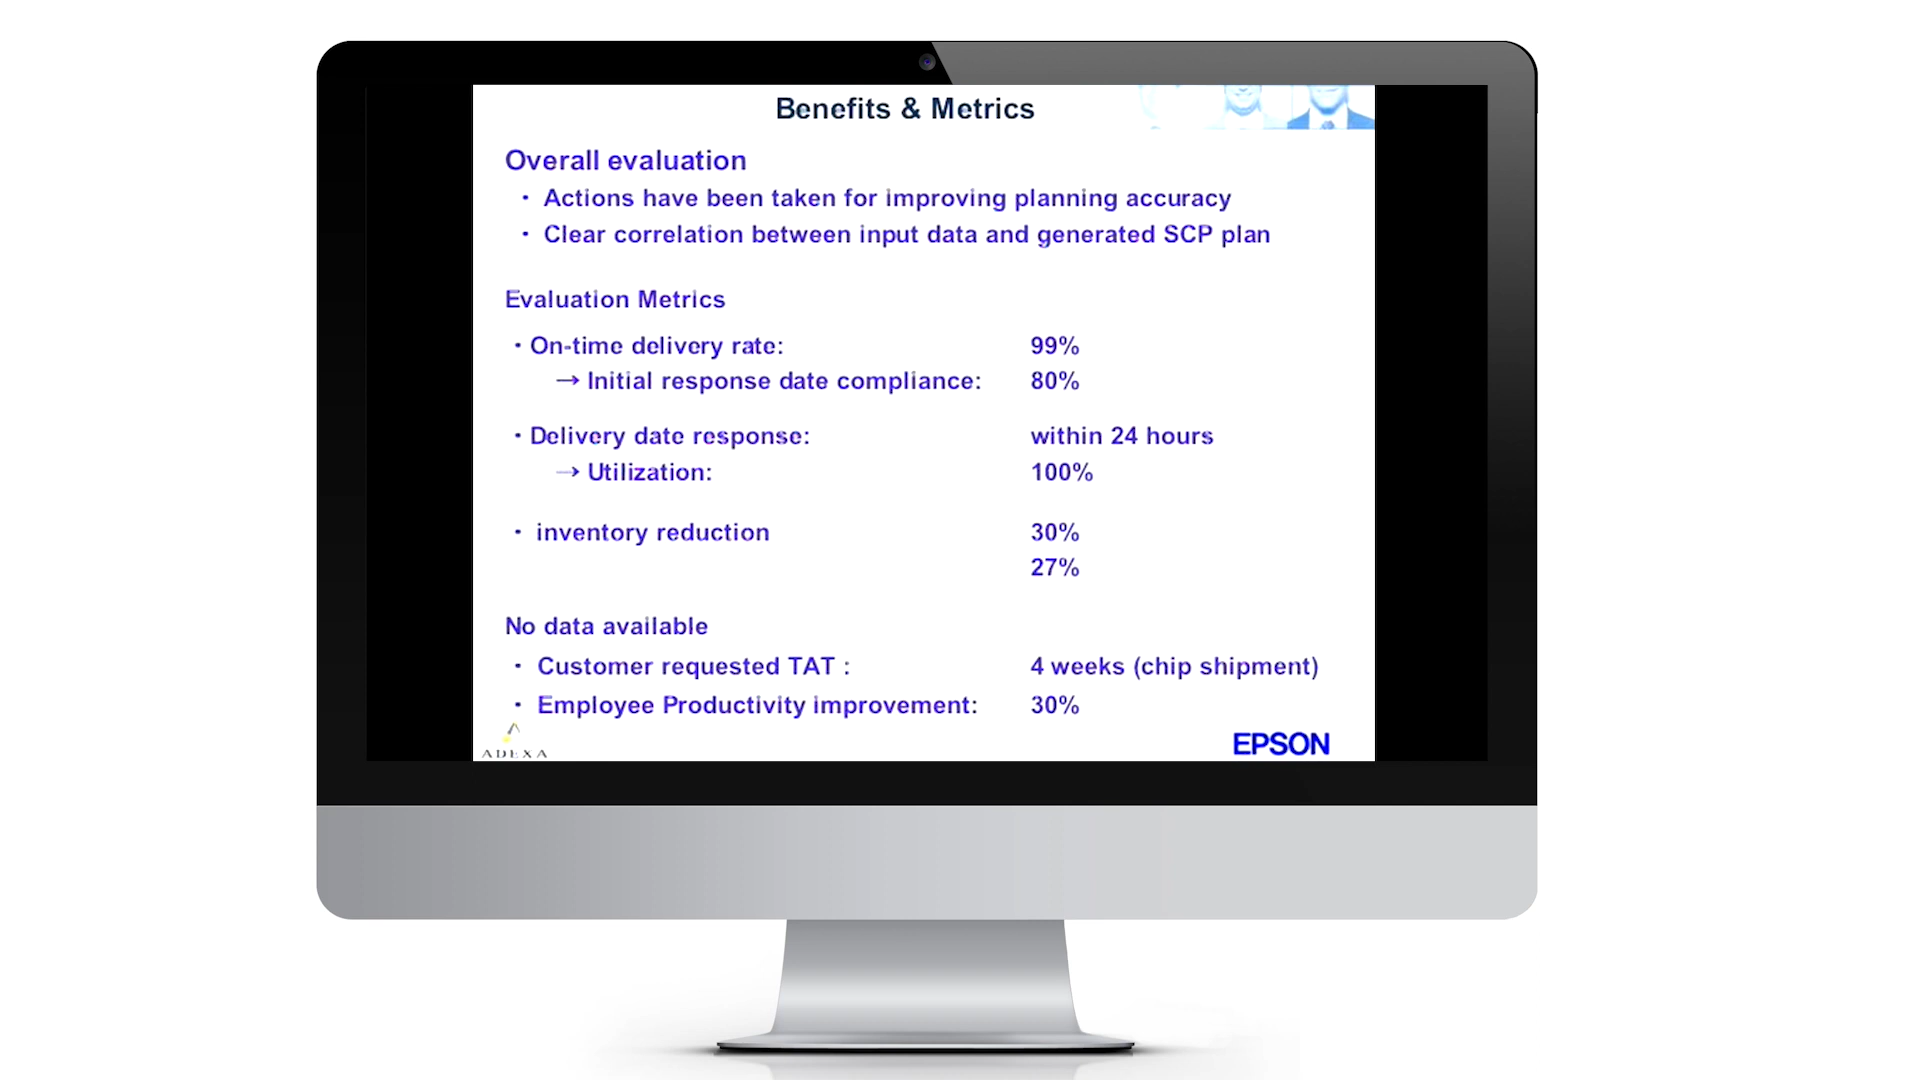 Benefits & Metrics
Overall evaluation
・ Actions have been taken for improving planning accuracy
・ Clear correlation between input data and generated SCP plan
Evaluation Metrics
・On-time delivery rate: 99%
→ Initial response date compliance: 80%
・Delivery date response: within 24 hours
→ Utilization: 100%
・ inventory reduction 30%
27%
No data available
・ Customer requested TAT : 4 weeks (chip shipment)
・ Employee Productivity improvement: 30%
ADEXA
EPSON